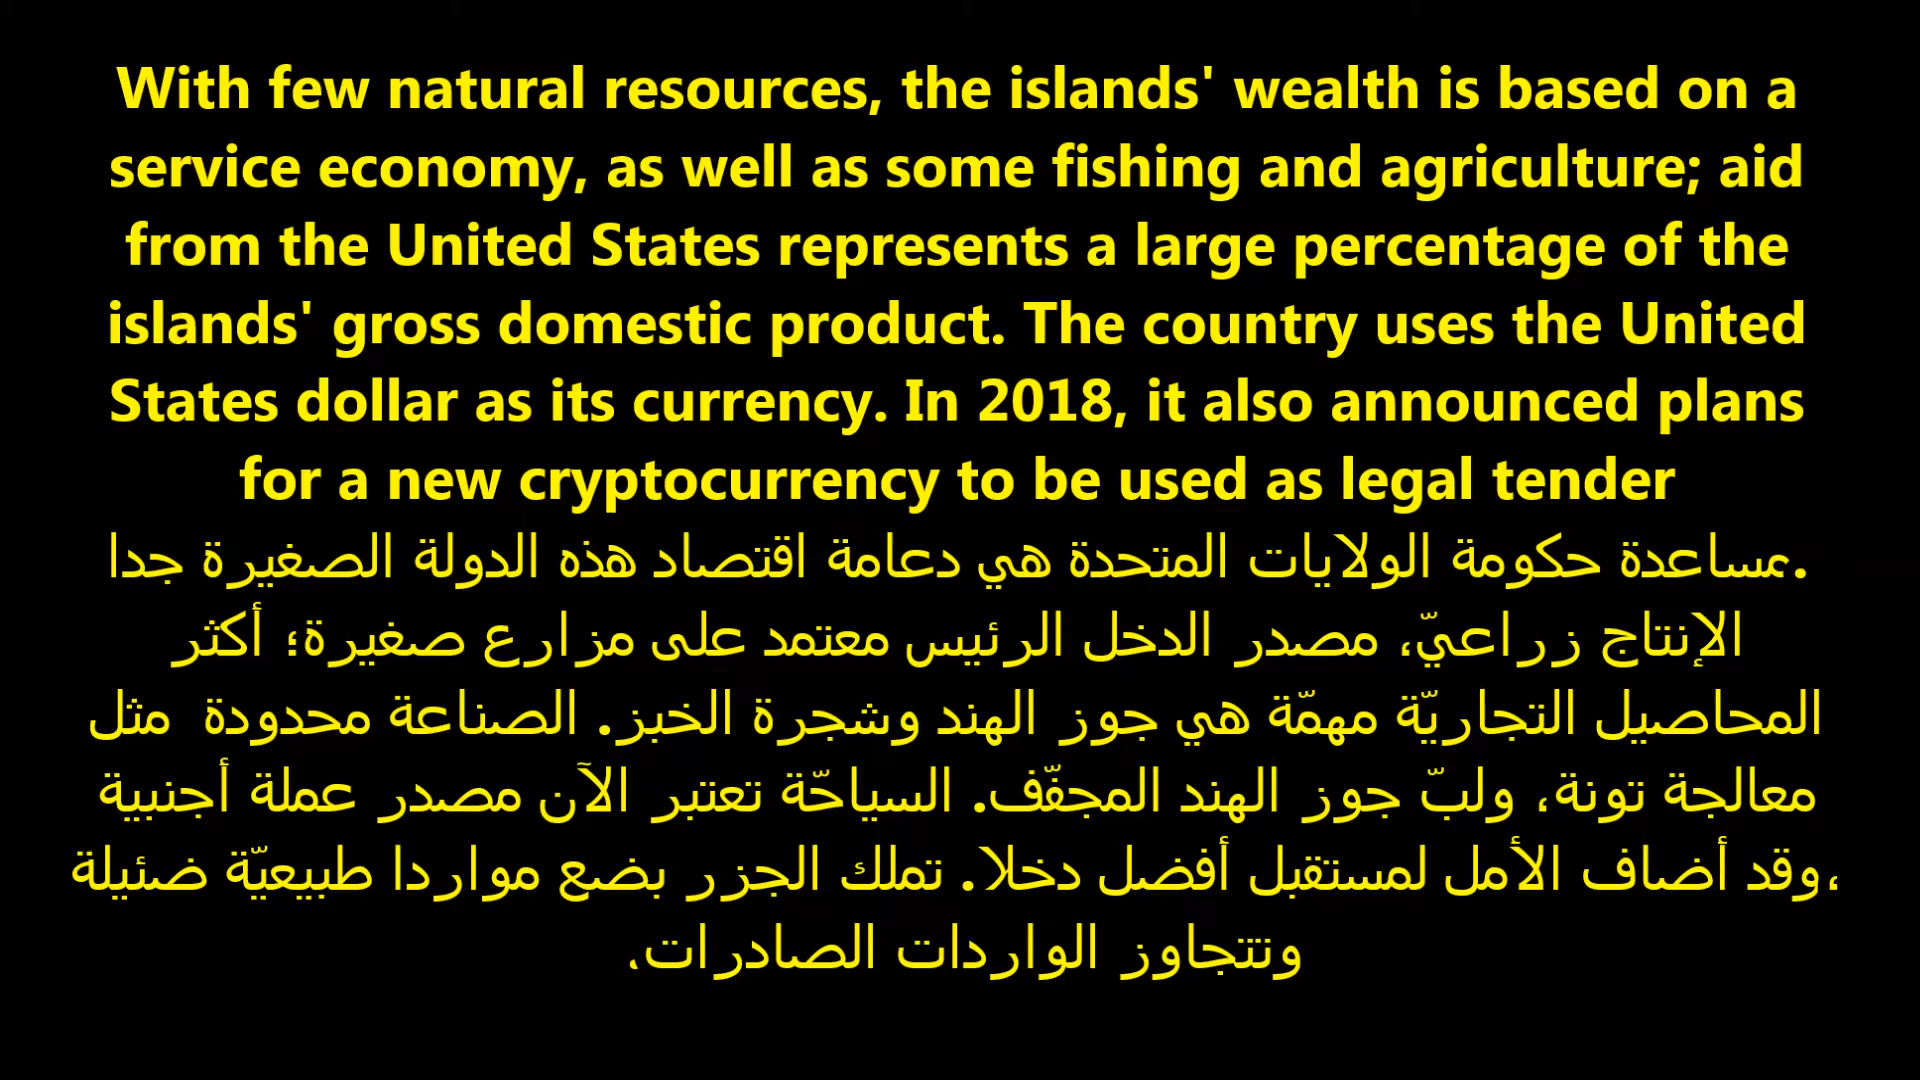 With few natural resources, the islands' wealth is based on a
service economy, as well as some fishing and agriculture; aid
from the United States represents a large percentage of the
islands' gross domestic product. The country uses the United
States dollar as its currency. In 2018, it also announced plans
for a new cryptocurrency to be used as legal tender
.مساعدة حكومة الولايات المتحدة هي دعامة اقتصاد هذه الدولة الصغيرة جدا
الإنتاج زراعيّ، مصدر الدخل الرئيس معتمد على مزارع صغيرة؛ أكثر
المحاصيل التجاريّة مهمّة هي جوز الهند وشجرة الخبز. الصناعة محدودة  مثل
معالجة تونة، ولبّ جوز الهند المجفّف. السياحّة تعتبر الآن مصدر عملة أجنبية
،وقد أضاف الأمل لمستقبل أفضل دخلا. تملك الجزر بضع مواردا طبيعيّة ضئيلة
ونتتجاوز الواردات الصادرات.